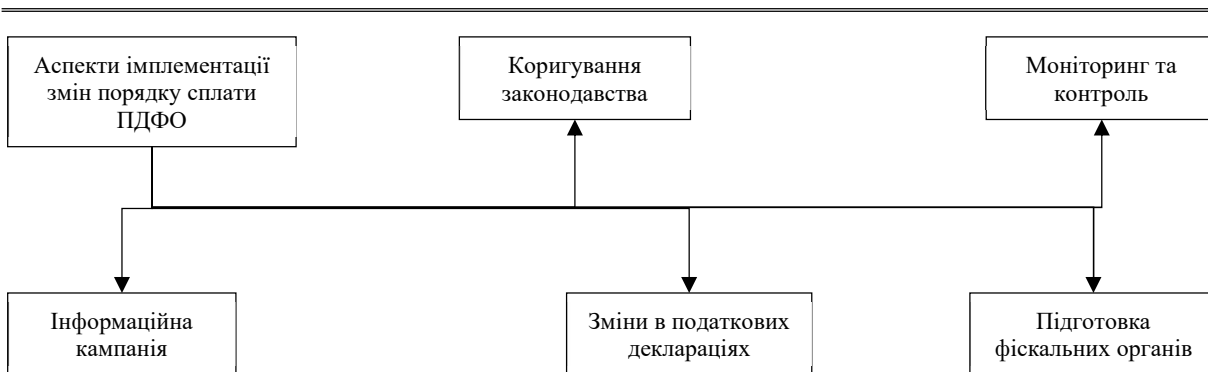 Аспекти імплементації
змін порядку сплати
ПДФО
Коригування
законодавства
Моніторинг та
контроль
Інформаційна
кампанія
Зміни в податкових
деклараціях
Підготовка
фіскальних органів